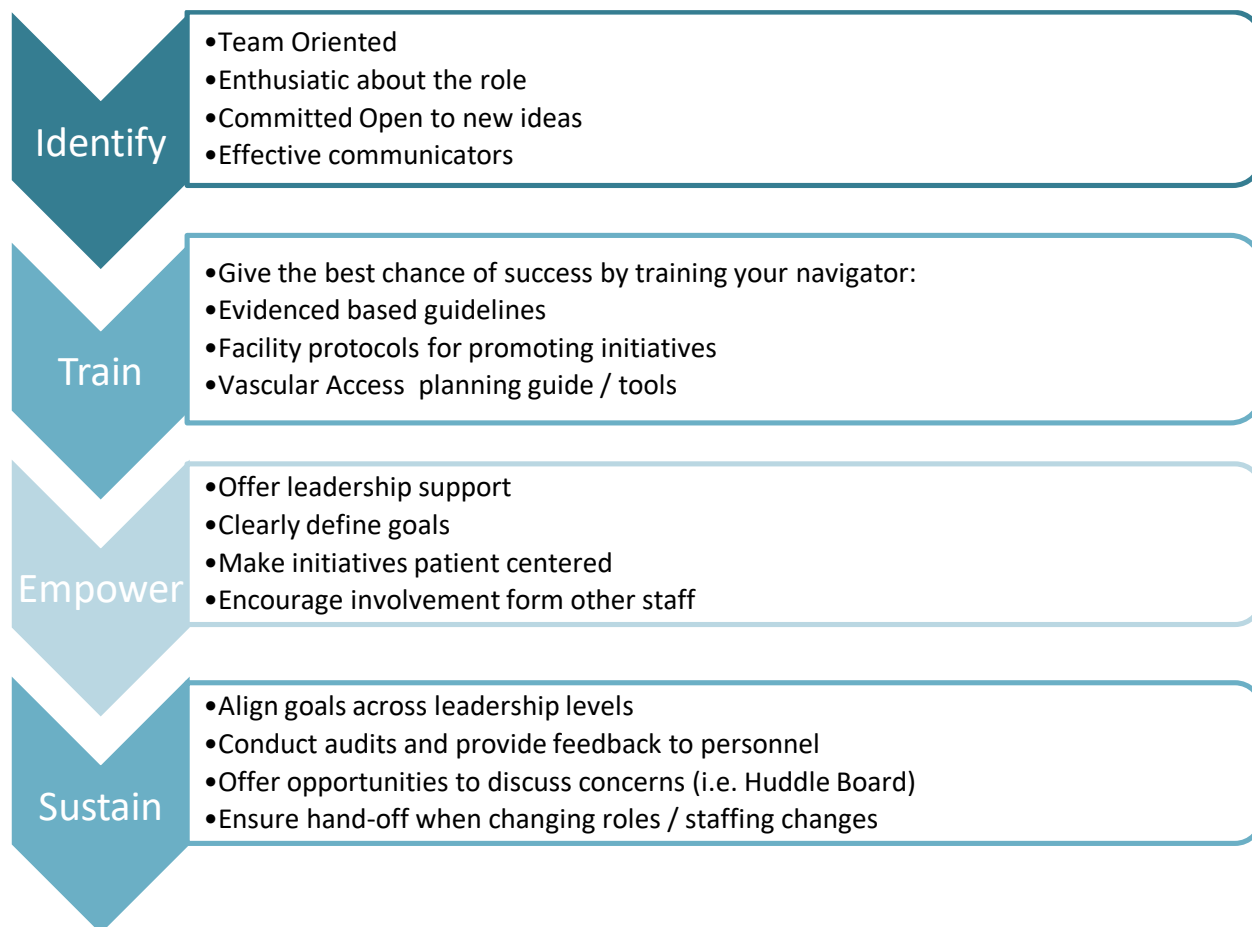 Identify
•Team Oriented
•Enthusiatic about the role
•Committed Open to new ideas
•Effective communicators
Train
•Give the best chance of success by training your navigator:
•Evidenced based guidelines
•Facility protocols for promoting initiatives
•Vascular Access  planning guide / tools
Empower
•Offer leadership support
•Clearly define goals
•Make initiatives patient centered
•Encourage involvement form other staff
Sustain
•Align goals across leadership levels
•Conduct audits and provide feedback to personnel
•Offer opportunities to discuss concerns (i.e. Huddle Board)
•Ensure hand-off when changing roles / staffing changes